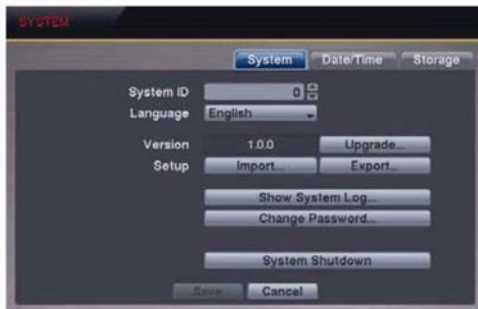 SYSTEM
System Date/Time Storage
System ID 0
Language English
Version 1.0.0 Upgrade...
Setup Import... Export...
Show System Log...
Change Password...
System Shutdown
Save Cancel